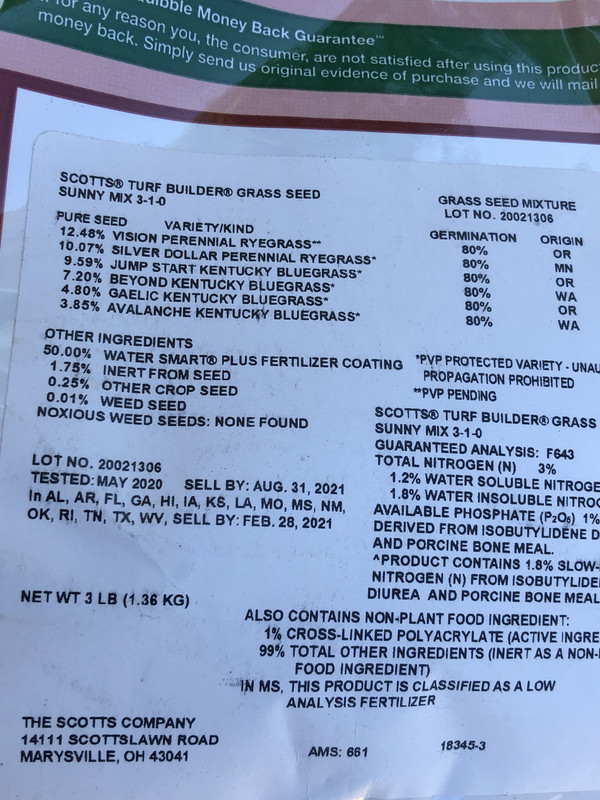 Quibble Money Back Guarantee™
for any reason you, the consumer, are not satisfied after using this product
money back. Simply send us original evidence of purchase and we will mail
SCOTTS® TURF BUILDER® GRASS SEED
SUNNY MIX 3-1-0
GRASS SEED MIXTURE
LOT NO. 20021306
PURE SEED VARIETY/KIND GERMINATION ORIGIN
12.48% VISION PERENNIAL RYEGRASS** 80% OR
10.07% SILVER DOLLAR PERENNIAL RYEGRASS* 80% MN
9.59% JUMP START KENTUCKY BLUEGRASS* 80% OR
7.20% BEYOND KENTUCKY BLUEGRASS* 80% WA
4.80% GAELIC KENTUCKY BLUEGRASS* 80% OR
3.85% AVALANCHE KENTUCKY BLUEGRASS* 80% WA
OTHER INGREDIENTS
50.00% WATER SMART® PLUS FERTILIZER COATING
1.75% INERT FROM SEED
0.25% OTHER CROP SEED
0.01% WEED SEED
NOXIOUS WEED SEEDS: NONE FOUND
*PVP PROTECTED VARIETY - UNAU
PROPAGATION PROHIBITED
**PVP PENDING
LOT NO. 20021306
TESTED: MAY 2020 SELL BY: AUG. 31, 2021
In AL, AR, FL, GA, HI, IA, KS, LA, MO, MS, NM,
OK, RI, TN, TX, WV, SELL BY: FEB. 28, 2021
SCOTTS® TURF BUILDER® GRASS
SUNNY MIX 3-1-0
GUARANTEED ANALYSIS: F643
TOTAL NITROGEN (N) 3%
1.2% WATER SOLUBLE NITROGE
1.8% WATER INSOLUBLE NITROG
AVAILABLE PHOSPHATE (P₂O₅) 1%
DERIVED FROM ISOBUTYLIDENE D
AND PORCINE BONE MEAL.
^PRODUCT CONTAINS 1.8% SLOW-
NITROGEN (N) FROM ISOBUTYLIDE
DIUREA AND PORCINE BONE MEAL
NET WT 3 LB (1.36 KG)
ALSO CONTAINS NON-PLANT FOOD INGREDIENT:
1% CROSS-LINKED POLYACRYLATE (ACTIVE INGRE
99% TOTAL OTHER INGREDIENTS (INERT AS A NON-
FOOD INGREDIENT)
IN MS, THIS PRODUCT IS CLASSIFIED AS A LOW
ANALYSIS FERTILIZER
THE SCOTTS COMPANY
14111 SCOTTSLAWN ROAD
MARYSVILLE, OH 43041
AMS: 661
18345-3